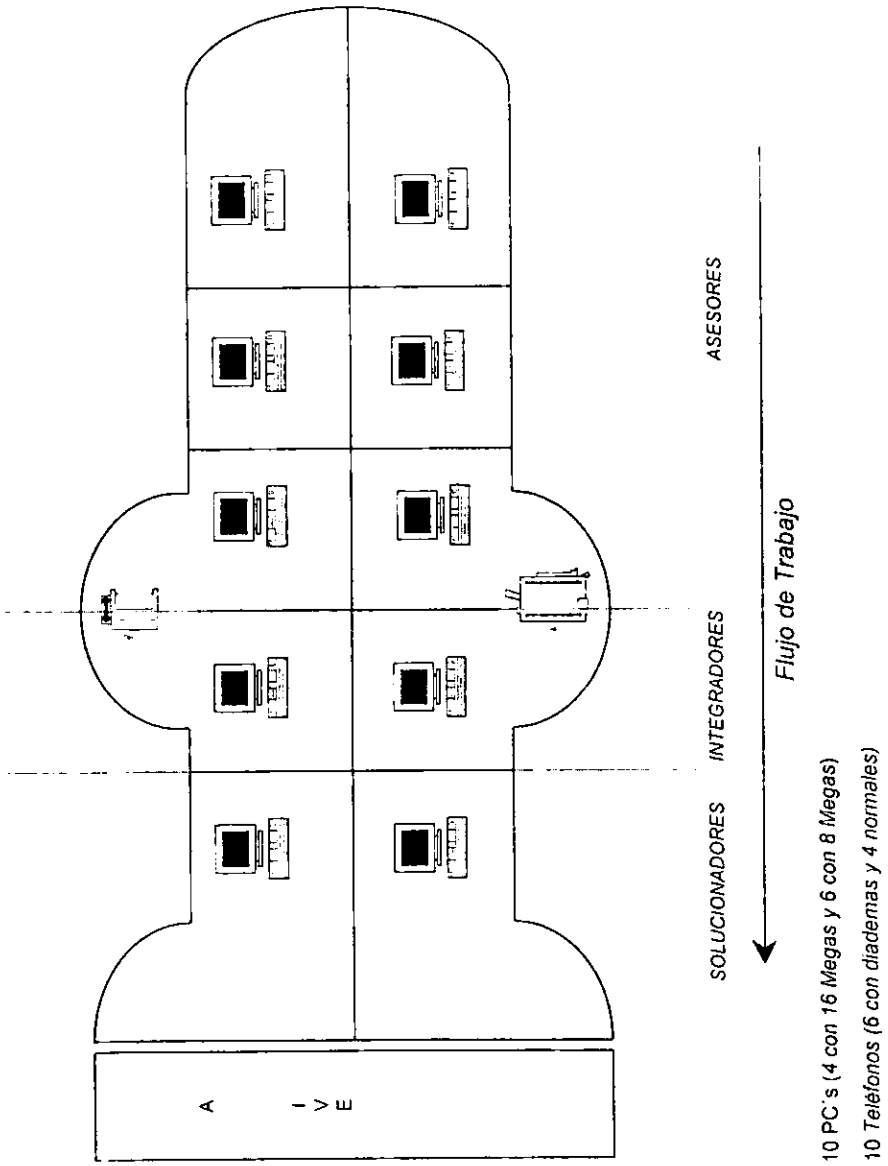 A
I
V
E
SOLUCIONADORES INTEGRADORES ASESORES
Flujo de Trabajo
10 PC's (4 con 16 Megas y 6 con 8 Megas)
10 Teléfonos (6 con diademas y 4 normales)